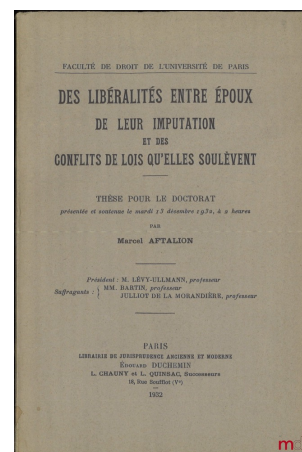 FACULTÉ DE DROIT DE L'UNIVERSITÉ DE PARIS
DES LIBÉRALITÉS ENTRE ÉPOUX
DE LEUR IMPUTATION
ET DES
CONFLITS DE LOIS QU'ELLES SOULÈVENT
THÈSE POUR LE DOCTORAT
présentée et soutenue le mardi 13 décembre 1932, à 9 heures
PAR
Marcel AFTALION
Président : M. LÉVY-ULLMANN, professeur
Suffragants : } MM. BARTIN, professeur
JULLIOT DE LA MORANDIÈRE, professeur
PARIS
LIBRAIRIE DE JURISPRUDENCE ANCIENNE ET MODERNE
ÉDOUARD DUCHEMIN
L. CHAUNY et L. QUINSAC, Successeurs
18, Rue Soufflot (Vᵉ)
1932